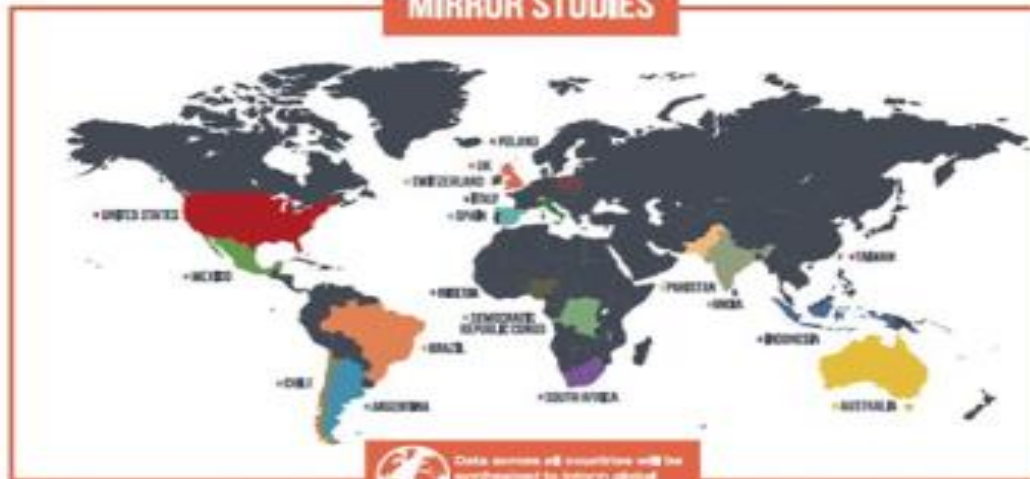 MIRROR STUDIES
POLAND
UK
SWITZERLAND
ITALY
SPAIN
UNITED STATES
MEXICO
TAIWAN
PAKISTAN
INDIA
NIGERIA
DEMOCRATIC
REPUBLIC CONGO
INDONESIA
BRAZIL
CHILE
SOUTH AFRICA
ARGENTINA
AUSTRALIA
Data across all countries will be